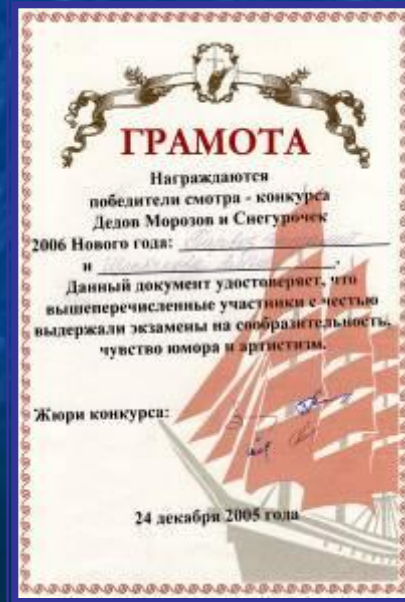 ГРАМОТА
Награждаются
победители смотра - конкурса
Дедов Морозов и Снегурочек
2006 Нового года:
и
Данный документ удостоверяет, что
вышеперечисленные участники с честью
выдержали экзамены на сообразительность,
чувство юмора и артистизм.
Жюри конкурса:
24 декабря 2005 года